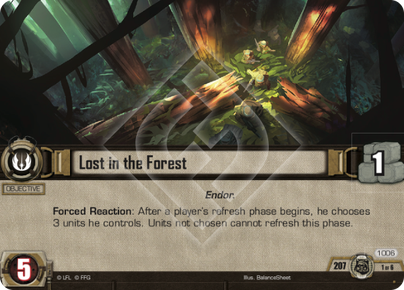 Lost in the Forest
1
OBJECTIVE
Endor.
Forced Reaction: After a player's refresh phase begins, he chooses
3 units he controls. Units not chosen cannot refresh this phase.
1006
207 1 of 6
5
© LFL © FFG
Illus. BalanceSheet